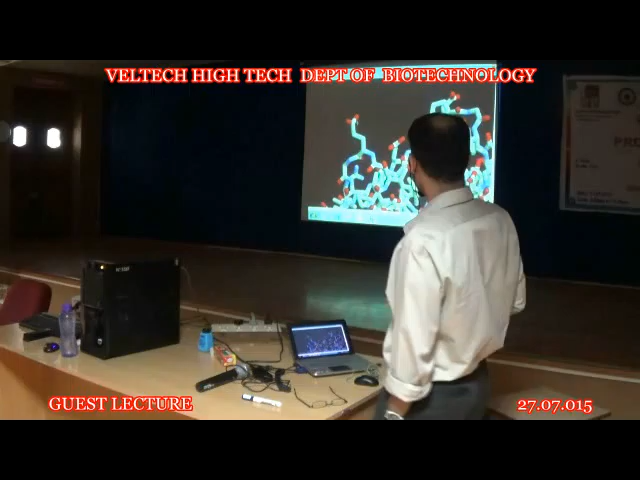 VELTECH HIGH TECH DEPT OF BIOTECHNOLOGY
GUEST LECTURE
27.07.015